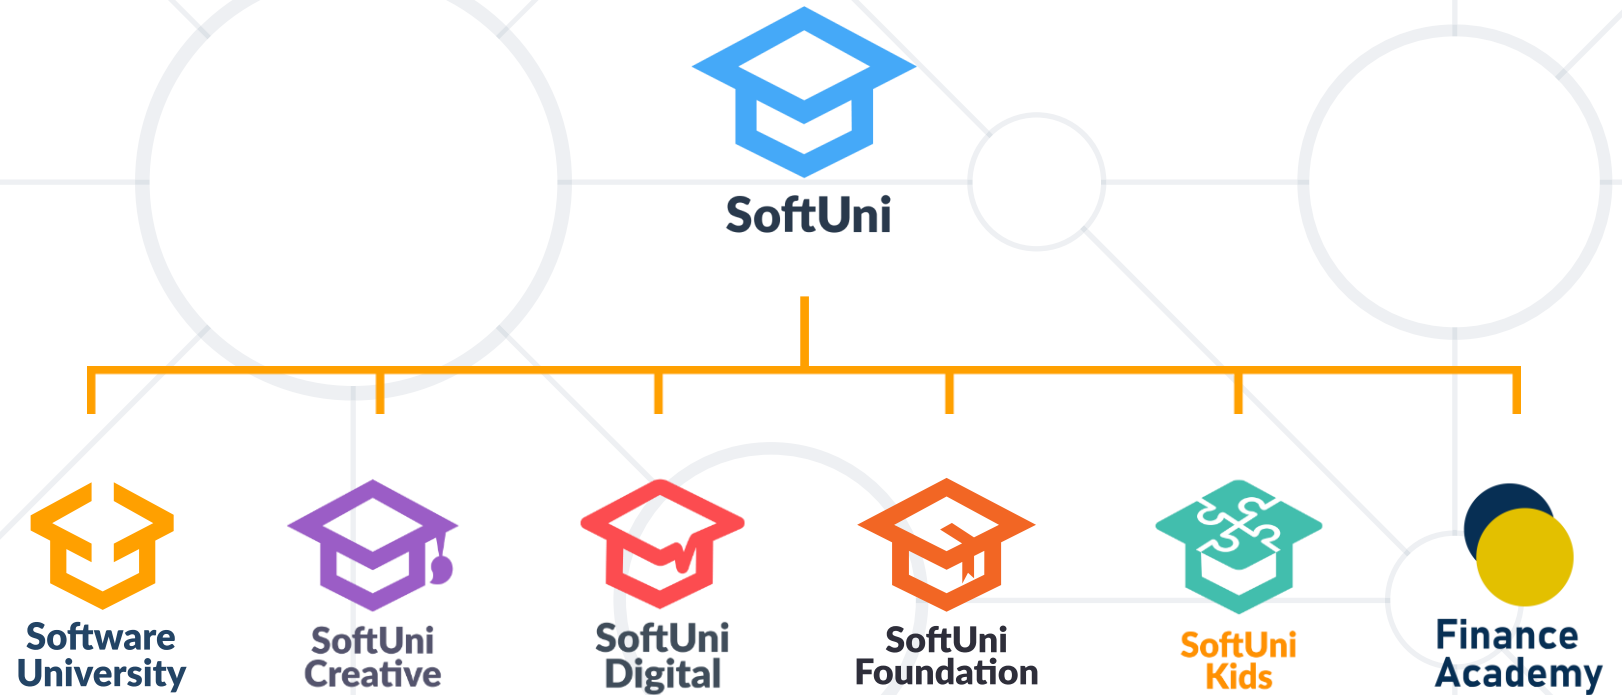 SoftUni
Software
University
SoftUni
Creative
SoftUni
Digital
SoftUni
Foundation
SoftUni
Kids
Finance
Academy